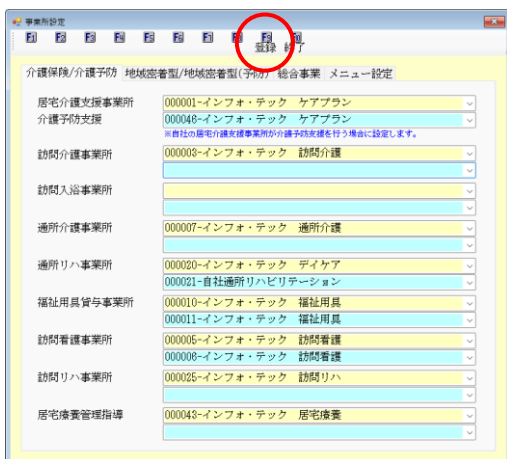 事業所設定
F1 F2 F3 F4 F5 F6 F7 F8 F9
登録 終了
介護保険/介護予防 地域密着型/地域密着型(予防) 総合事業 メニュー設定
居宅介護支援事業所 000001-インフォ・テック ケアプラン
介護予防支援 000046-インフォ・テック ケアプラン
※自社の居宅介護支援事業所が介護予防支援を行う場合に設定します。
訪問介護事業所 000003-インフォ・テック 訪問介護
訪問入浴事業所
通所介護事業所 000007-インフォ・テック 通所介護
通所リハ事業所 000020-インフォ・テック デイケア
000021-自社通所リハビリテーション
福祉用具貸与事業所 000010-インフォ・テック 福祉用具
000011-インフォ・テック 福祉用具
訪問看護事業所 000005-インフォ・テック 訪問看護
000006-インフォ・テック 訪問看護
訪問リハ事業所 000025-インフォ・テック 訪問リハ
居宅療養管理指導 000043-インフォ・テック 居宅療養